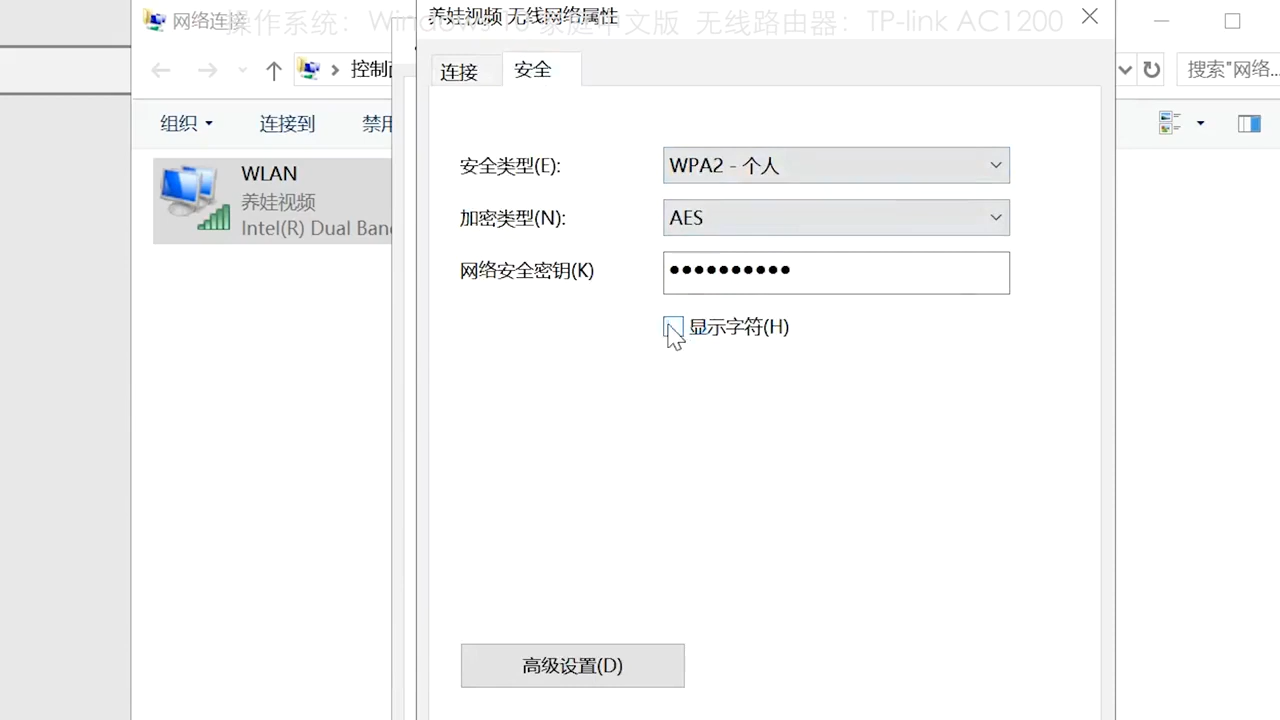 网络连接
操作系统：Windows 10 家庭中文版 无线路由器：TP-link AC1200
养娃视频 无线网络属性
控制
搜索"网络...
连接
安全
组织
连接到
禁用
WLAN
养娃视频
Intel(R) Dual Ban
安全类型(E):
WPA2 - 个人
加密类型(N):
AES
网络安全密钥(K)
●●●●●●●●●●
显示字符(H)
高级设置(D)